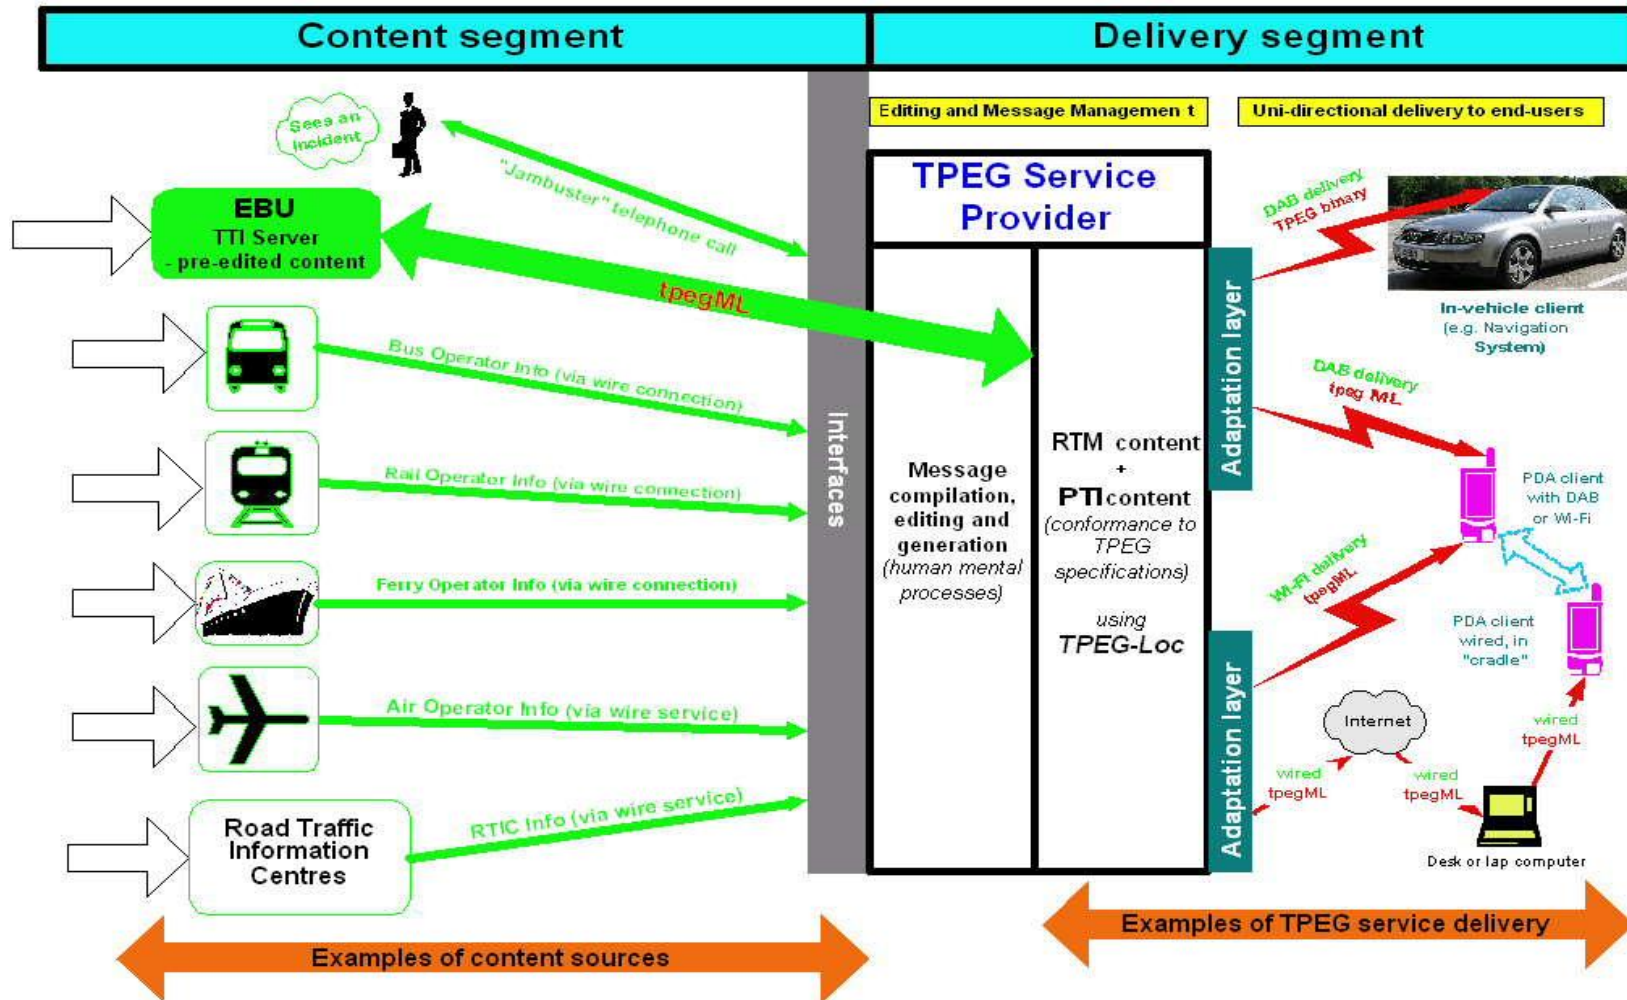 Content segment
Delivery segment
Editing and Message Management
Uni-directional delivery to end-users
Sees an
Incident
"Jambuster" telephone call
EBU
TTI Server
- pre-edited content
tpegML
Bus Operator Info (via wire connection)
Rail Operator Info (via wire connection)
Ferry Operator Info (via wire connection)
Air Operator Info (via wire service)
RTIC Info (via wire service)
Road Traffic
Information
Centres
Examples of content sources
Interfaces
TPEG Service
Provider
Message
compilation,
editing and
generation
(human mental
processes)
RTM content
+
PTI content
(conformance to
TPEG
specifications)
using
TPEG-Loc
Adaptation layer
Adaptation layer
DAB delivery
TPEG binary
In-vehicle client
(e.g. Navigation
System)
DAB delivery
tpeg ML
PDA client
with DAB
or Wi-Fi
Wi-Fi delivery
tpegML
PDA client
wired, in
"cradle"
Internet
wired
tpegML
wired
tpegML
wired
tpegML
Desk or lap computer
Examples of TPEG service delivery